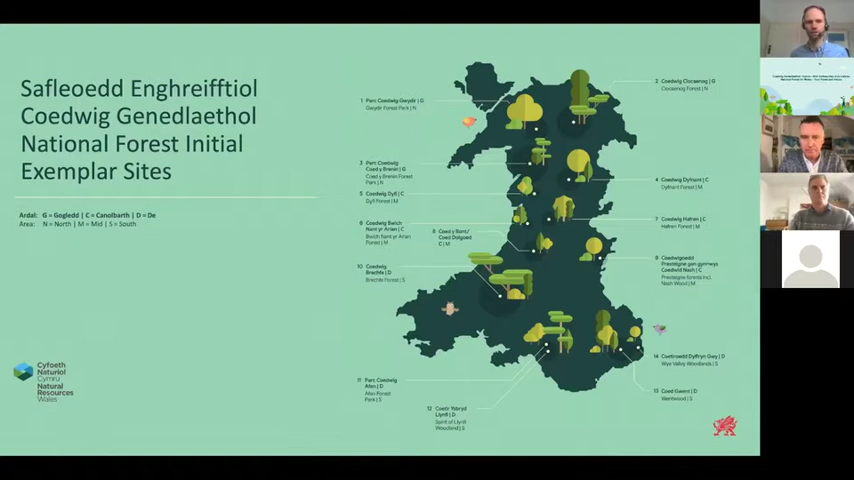 Safleoedd Enghreifftiol
Coedwig Genedlaethol
National Forest Initial
Exemplar Sites
Ardal: G = Gogledd | C = Canolbarth | D = De
Area: N = North | M = Mid | S = South
1 Parc Coedwig Gwydir | G
Gwydir Forest Park | N
2 Coedwig Clocaenog | G
Clocaenog Forest | N
3 Parc Coedwig
Coed y Brenin | G
Coed y Brenin Forest
Park | N
4 Coedwig Dyfnant | C
Dyfnant Forest | M
5 Coedwig Dyfi | C
Dyfi Forest | M
6 Coedwig Bwlch
Nant yr Arian | C
Bwlch Nant yr Arian
Forest | M
7 Coedwig Hafren | C
Hafren Forest | M
8 Coed y Bont/
Coed Dolgoed
C | M
9 Coedwigoedd
Presteigne gan gynnwys
Coedwid Nash | C
Presteigne forests incl.
Nash Wood | M
10 Coedwig
Brechfa | D
Brechfa Forest | S
11 Parc Coedwig
Afan | D
Afan Forest
Park | S
12 Coetir Ysbryd
Llynfi | D
Spirit of Llynfi
Woodland | S
13 Coed Gwent | D
Wentwood | S
14 Coetiroedd Dyffryn Gwy | D
Wye Valley Woodlands | S
Cyfoeth
Naturiol
Cymru
Natural
Resources
Wales